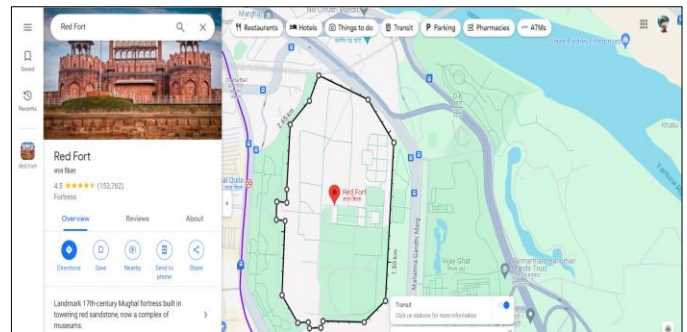 Red Fort
Restaurants
Hotels
Things to do
Transit
Parking
Pharmacies
ATMs
Saved
Recents
Red Fort
Red Fort
लाल किला
4.5 (153,762)
Fortress
Overview
Reviews
About
Directions
Save
Nearby
Send to
phone
Share
Landmark 17th-century Mughal fortress built in
towering red sandstone, now a complex of
museums.
Red Fort
लाल किला
1.80 km
Mahatma Gandhi Marg
Vijay Ghat
Transit
Click on stations for more information